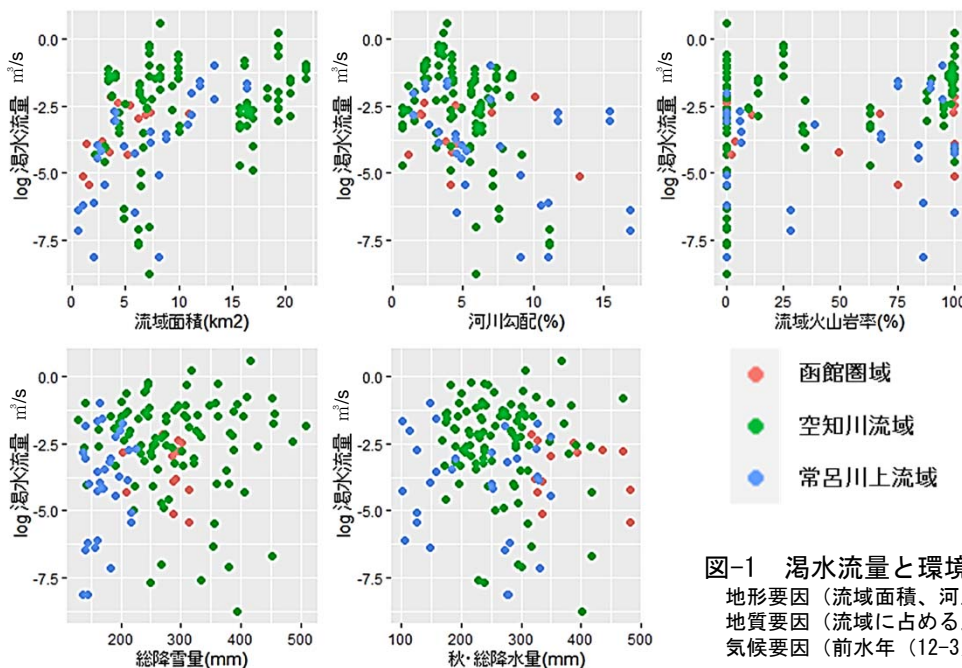 log 渇水流量 m³/s
0.0
-2.5
-5.0
-7.5
0 5 10 15 20
流域面積(km2)
log 渇水流量 m³/s
0.0
-2.5
-5.0
-7.5
0 5 10 15
河川勾配(%)
log 渇水流量 m³/s
0.0
-2.5
-5.0
-7.5
0 25 50 75 100
流域火山岩率(%)
log 渇水流量 m³/s
0.0
-2.5
-5.0
-7.5
200 300 400 500
総降雪量(mm)
log 渇水流量 m³/s
0.0
-2.5
-5.0
-7.5
100 200 300 400 500
秋・総降水量(mm)
函館圏域
空知川流域
常呂川上流域
図-1 渇水流量と環境
地形要因（流域面積、河
地質要因（流域に占める
気候要因（前水年（12-3